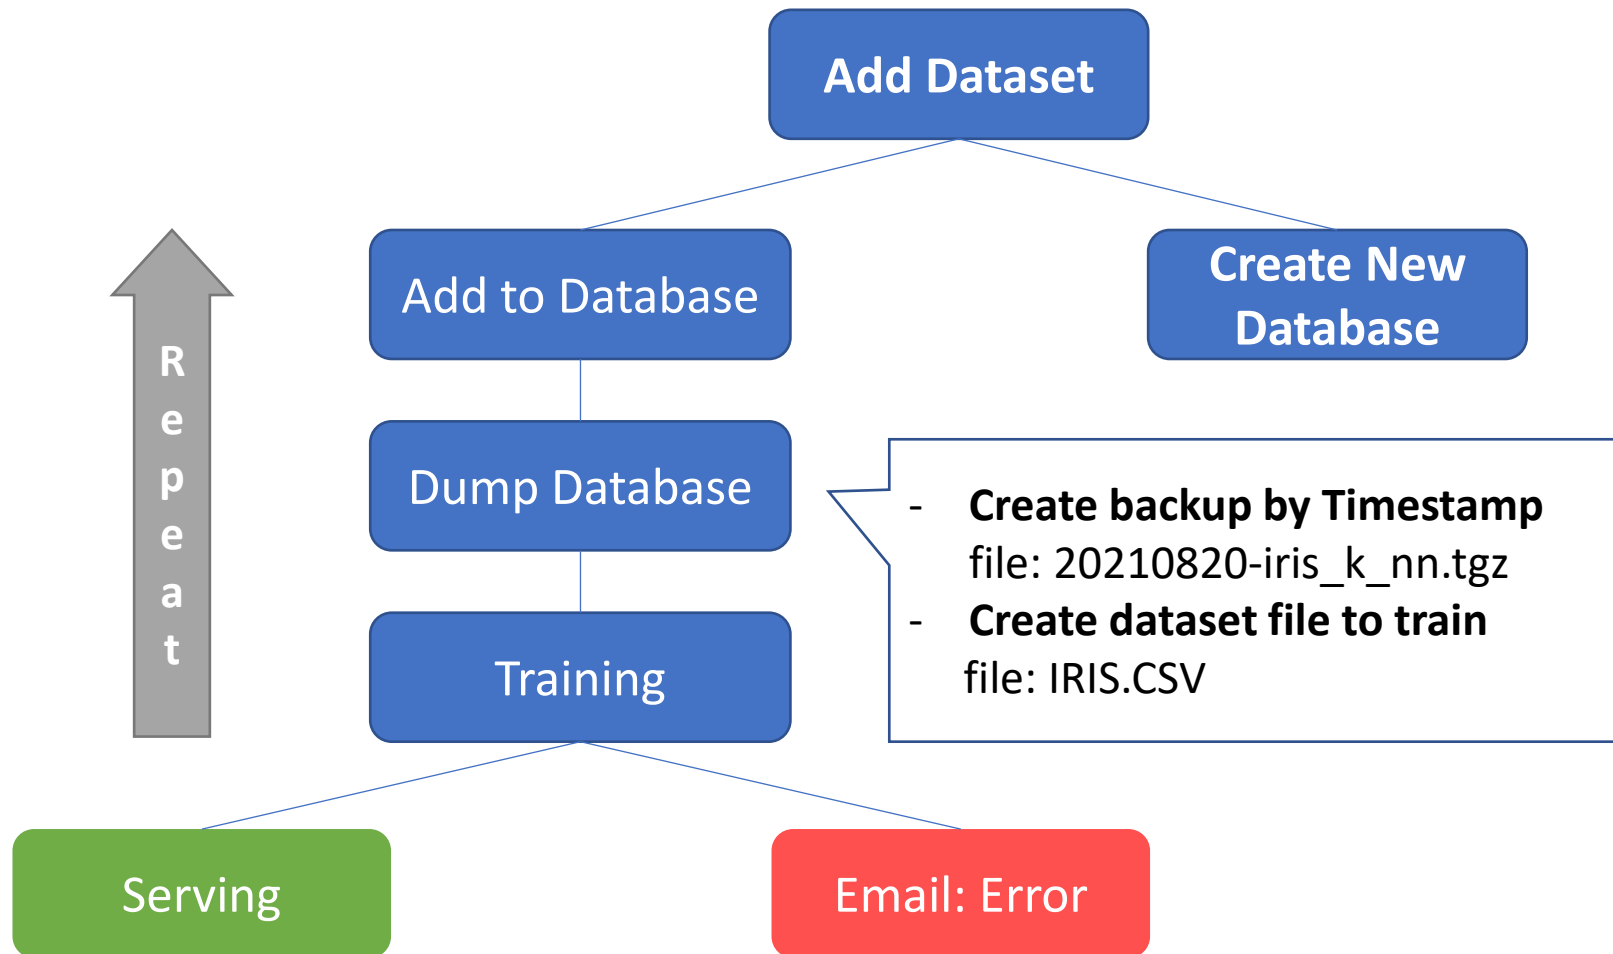 Add Dataset
Add to Database
Create New
Database
Repeat
Dump Database
- Create backup by Timestamp
file: 20210820-iris_k_nn.tgz
- Create dataset file to train
file: IRIS.CSV
Training
Serving
Email: Error